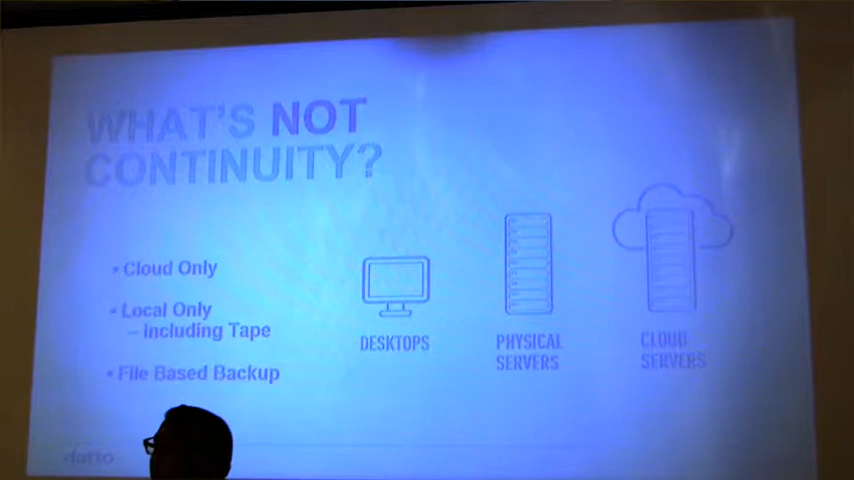 WHAT'S NOT
CONTINUITY?
• Cloud Only
• Local Only
– Including Tape
• File Based Backup
DESKTOPS
PHYSICAL
SERVERS
CLOUD
SERVERS
datto